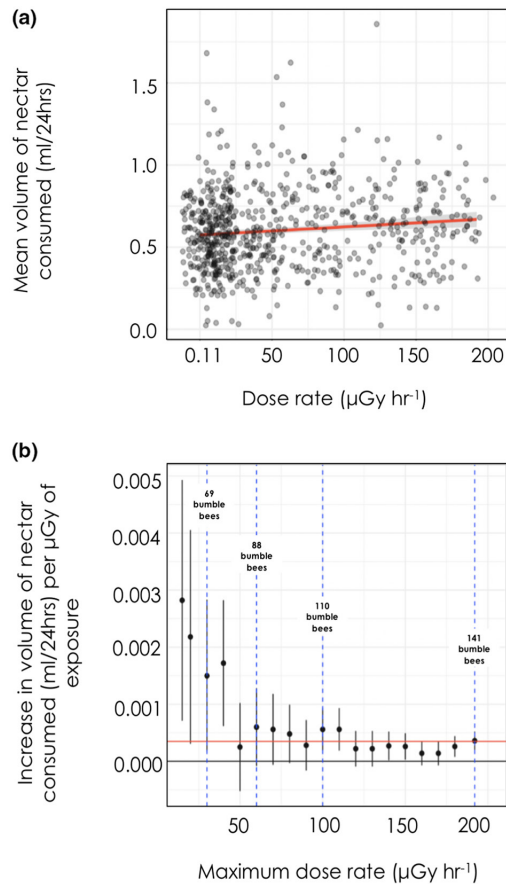 (a)
Mean volume of nectar
consumed (ml/24hrs)
1.5
1.0
0.5
0.0
0.11 50 100 150 200
Dose rate (µGy hr-1)
(b)
Increase in volume of nectar
consumed (ml/24hrs) per µGy of
exposure
0.005
0.004
0.003
0.002
0.001
0.000
69
bumble
bees
88
bumble
bees
110
bumble
bees
141
bumble
bees
50 100 150 200
Maximum dose rate (µGy hr-1)